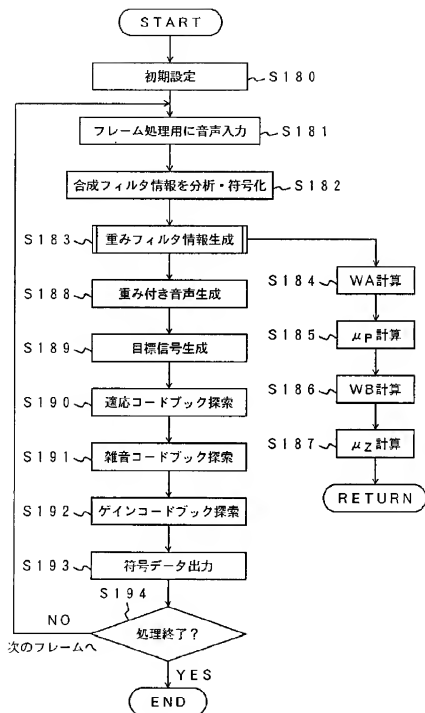 START
初期設定
S180
フレーム処理用に音声入力
S181
合成フィルタ情報を分析・符号化
S182
S183
重みフィルタ情報生成
S184
WA計算
S185
μP計算
S186
WB計算
S187
μZ計算
RETURN
S188
重み付き音声生成
S189
目標信号生成
S190
適応コードブック探索
S191
雑音コードブック探索
S192
ゲインコードブック探索
S193
符号データ出力
S194
処理終了?
NO
次のフレームへ
YES
END